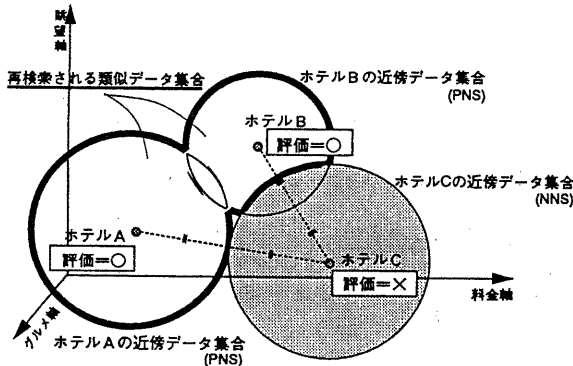 眺望軸
再検索される類似データ集合
ホテルBの近傍データ集合
(PNS)
ホテルB
評価=○
ホテルCの近傍データ集合
(NNS)
ホテルA
評価=○
ホテルC
評価=×
料金軸
グルメ軸
ホテルAの近傍データ集合
(PNS)